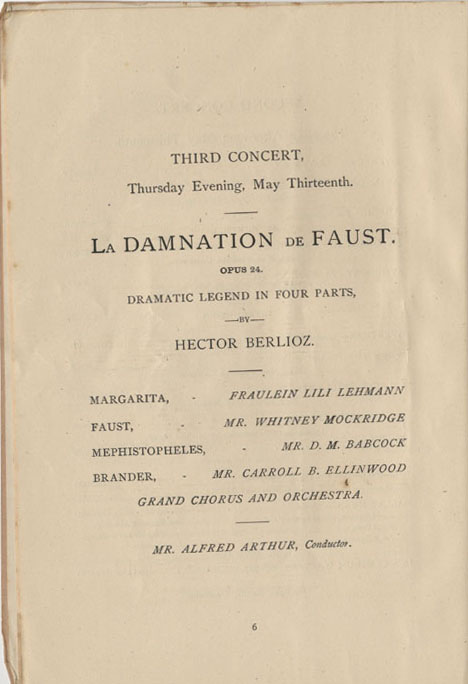 THIRD CONCERT,
Thursday Evening, May Thirteenth.
LA DAMNATION DE FAUST.
OPUS 24.
DRAMATIC LEGEND IN FOUR PARTS,
—BY—
HECTOR BERLIOZ.
MARGARITA, - FRAULEIN LILI LEHMANN
FAUST, - MR. WHITNEY MOCKRIDGE
MEPHISTOPHELES, - MR. D. M. BABCOCK
BRANDER, - MR. CARROLL B. ELLINWOOD
GRAND CHORUS AND ORCHESTRA.
MR. ALFRED ARTHUR, Conductor.
6